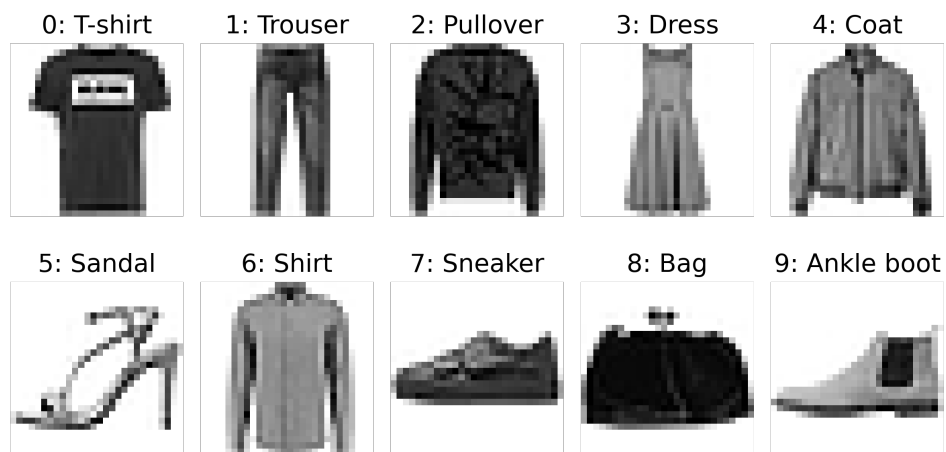 0: T-shirt
1: Trouser
2: Pullover
3: Dress
4: Coat
5: Sandal
6: Shirt
7: Sneaker
8: Bag
9: Ankle boot